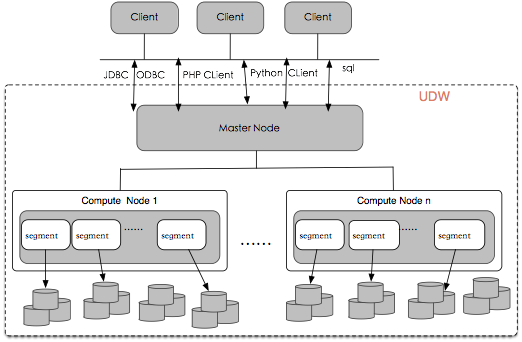 Client Client Client
JDBC ODBC PHP CLient Python CLient sql
UDW
Master Node
Compute Node 1 Compute Node n
segment segment ...... segment segment segment ...... segment
......